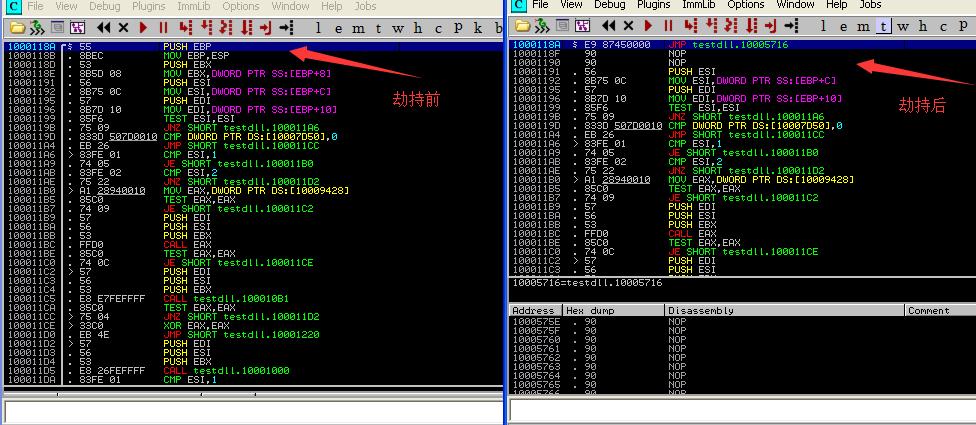 C File View Debug Plugins ImmLib Options Window Help Jobs
l e m t w h c p k b
1000118A $ 55 PUSH EBP
1000118B . 8BEC MOV EBP,ESP
1000118D . 53 PUSH EBX
1000118E . 8B5D 08 MOV EBX,DWORD PTR SS:[EBP+8]
10001191 . 56 PUSH ESI
10001192 . 8B75 0C MOV ESI,DWORD PTR SS:[EBP+C]
10001195 . 57 PUSH EDI
10001196 . 8B7D 10 MOV EDI,DWORD PTR SS:[EBP+10]
10001199 . 85F6 TEST ESI,ESI
1000119B . 75 09 JNZ SHORT testdll.100011A6
1000119D . 833D 507D0010 CMP DWORD PTR DS:[10007D50],0
100011A4 . EB 26 JMP SHORT testdll.100011CC
100011A6 > 83FE 01 CMP ESI,1
100011A9 . 74 05 JE SHORT testdll.100011B0
100011AB . 83FE 02 CMP ESI,2
100011AE . 75 22 JNZ SHORT testdll.100011D2
100011B0 > A1 28940010 MOV EAX,DWORD PTR DS:[10009428]
100011B5 . 85C0 TEST EAX,EAX
100011B7 . 74 09 JE SHORT testdll.100011C2
100011B9 . 57 PUSH EDI
100011BA . 56 PUSH ESI
100011BB . 53 PUSH EBX
100011BC . FFD0 CALL EAX
100011BE . 85C0 TEST EAX,EAX
100011C0 . 74 0C JE SHORT testdll.100011CE
100011C2 > 57 PUSH EDI
100011C3 . 56 PUSH ESI
100011C4 . 53 PUSH EBX
100011C5 . E8 E7FEFFFF CALL testdll.100010B1
100011CA . 85C0 TEST EAX,EAX
100011CC > 75 04 JNZ SHORT testdll.100011D2
100011CE > 33C0 XOR EAX,EAX
100011D0 . EB 4E JMP SHORT testdll.10001220
100011D2 > 57 PUSH EDI
100011D3 . 56 PUSH ESI
100011D4 . 53 PUSH EBX
100011D5 . E8 26FEFFFF CALL testdll.10001000
100011DA . 83FE 01 CMP ESI,1
劫持前
C File View Debug Plugins ImmLib Options Window Help Jobs
l e m t w h c p
1000118A $ E9 87450000 JMP testdll.10005716
1000118F 90 NOP
10001190 90 NOP
10001191 . 56 PUSH ESI
10001192 . 8B75 0C MOV ESI,DWORD PTR SS:[EBP+C]
10001195 . 57 PUSH EDI
10001196 . 8B7D 10 MOV EDI,DWORD PTR SS:[EBP+10]
10001199 . 85F6 TEST ESI,ESI
1000119B . 75 09 JNZ SHORT testdll.100011A6
1000119D . 833D 507D0010 CMP DWORD PTR DS:[10007D50],0
100011A4 . EB 26 JMP SHORT testdll.100011CC
100011A6 > 83FE 01 CMP ESI,1
100011A9 . 74 05 JE SHORT testdll.100011B0
100011AB . 83FE 02 CMP ESI,2
100011AE . 75 22 JNZ SHORT testdll.100011D2
100011B0 > A1 28940010 MOV EAX,DWORD PTR DS:[10009428]
100011B5 . 85C0 TEST EAX,EAX
100011B7 . 74 09 JE SHORT testdll.100011C2
100011B9 . 57 PUSH EDI
100011BA . 56 PUSH ESI
100011BB . 53 PUSH EBX
100011BC . FFD0 CALL EAX
100011BE . 85C0 TEST EAX,EAX
100011C0 . 74 0C JE SHORT testdll.100011CE
100011C2 > 57 PUSH EDI
100011C3 . 56 PUSH ESI
劫持后
10005716=testdll.10005716
Address Hex dump Disassembly Comment
1000575E . 90 NOP
1000575F . 90 NOP
10005760 . 90 NOP
10005761 . 90 NOP
10005762 . 90 NOP
10005763 . 90 NOP
10005764 . 90 NOP
10005765 . 90 NOP
10005766 . 90 NOP